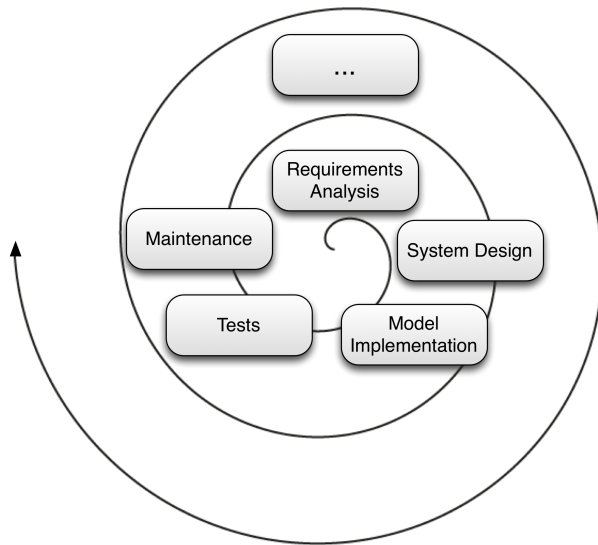 ...
Requirements
Analysis
Maintenance
System Design
Tests
Model
Implementation